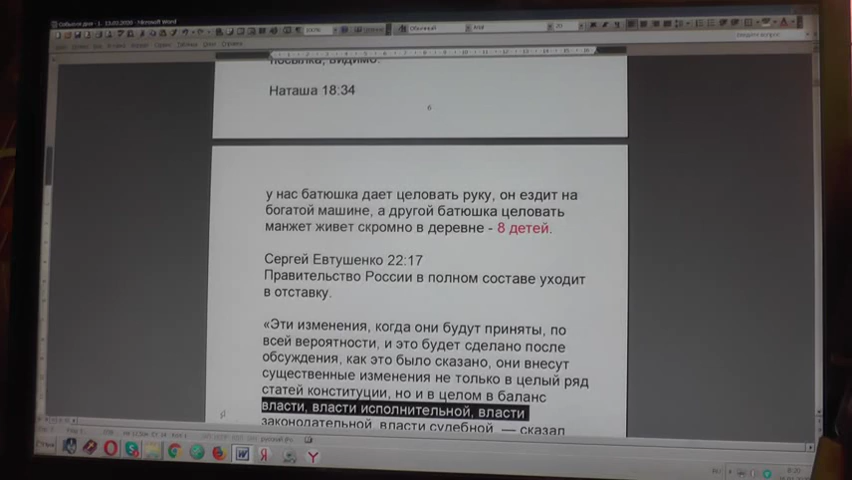 посылка, видимо.
Наташа 18:34
6
у нас батюшка дает целовать руку, он ездит на
богатой машине, а другой батюшка целовать
манжет живет скромно в деревне - 8 детей.
Сергей Евтушенко 22:17
Правительство России в полном составе уходит
в отставку.
«Эти изменения, когда они будут приняты, по
всей вероятности, и это будет сделано после
обсуждения, как это было сказано, они внесут
существенные изменения не только в целый ряд
статей конституции, но и в целом в баланс
власти, власти исполнительной, власти
законодательной, власти судебной, — сказал